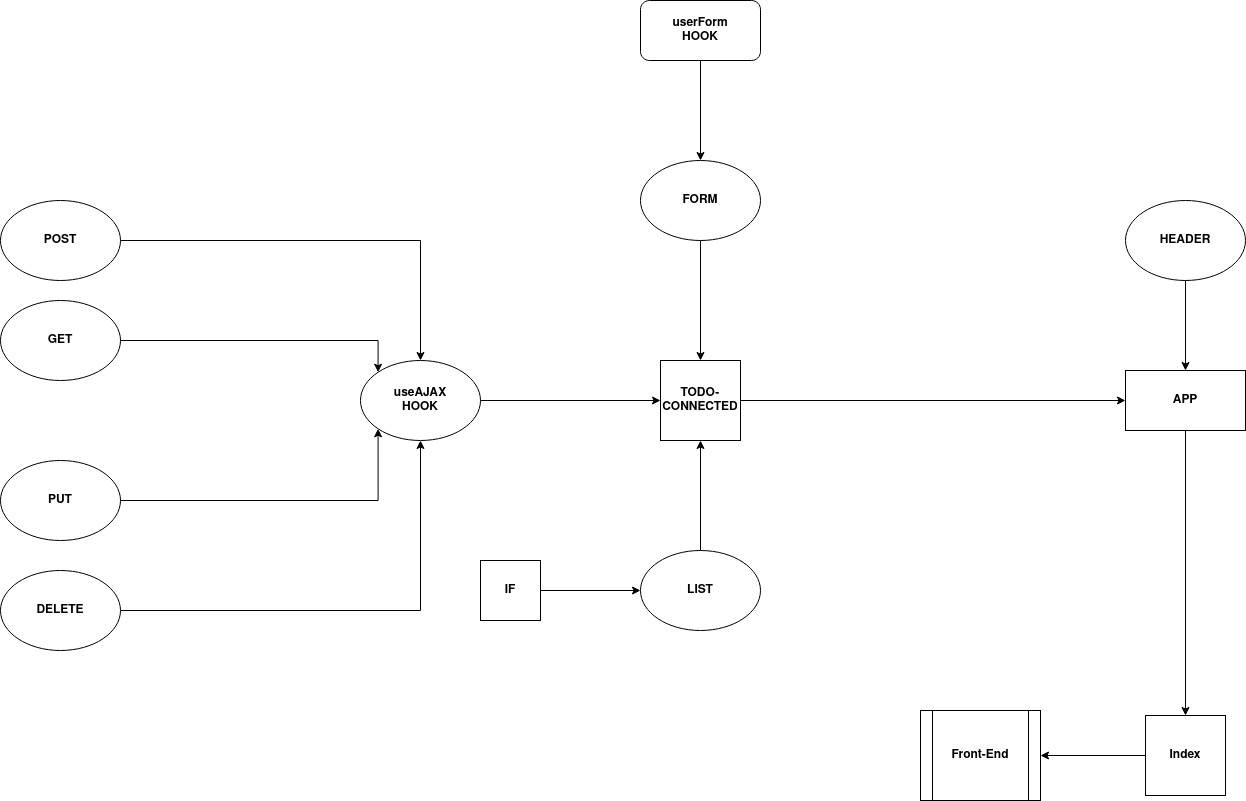 userForm
HOOK
FORM
POST
HEADER
GET
useAJAX
HOOK
TODO-
CONNECTED
APP
PUT
IF
LIST
DELETE
Front-End
Index